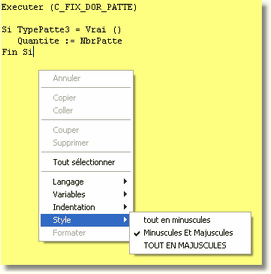 Executer (C_FIX_DOR_PATTE)
Si TypePatte3 = Vrai ()
Quantite := NbrPatte
Fin Si
Annuler
Copier
Coller
Couper
Supprimer
Tout sélectionner
Langage
Variables
Indentation
Style
Formater
tout en minuscules
Minuscules Et Majuscules
TOUT EN MAJUSCULES